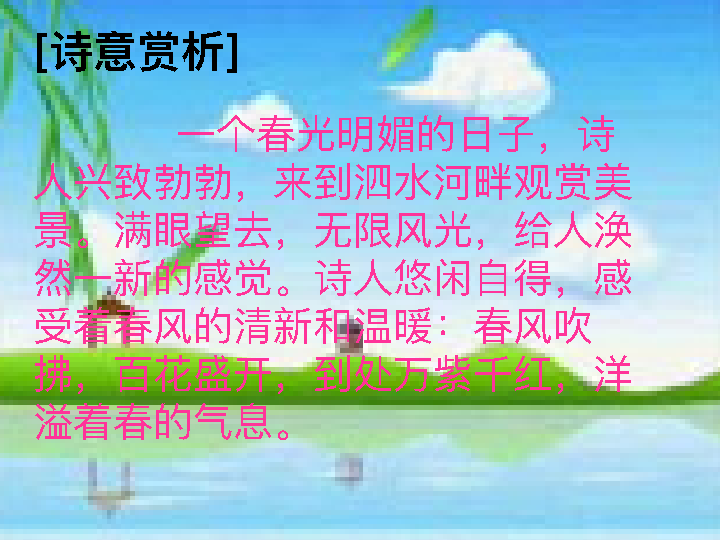 [诗意赏析]
一个春光明媚的日子，诗
人兴致勃勃，来到泗水河畔观赏美
景。满眼望去，无限风光，给人涣
然一新的感觉。诗人悠闲自得，感
受着春风的清新和温暖：春风吹
拂，百花盛开，到处万紫千红，洋
溢着春的气息。